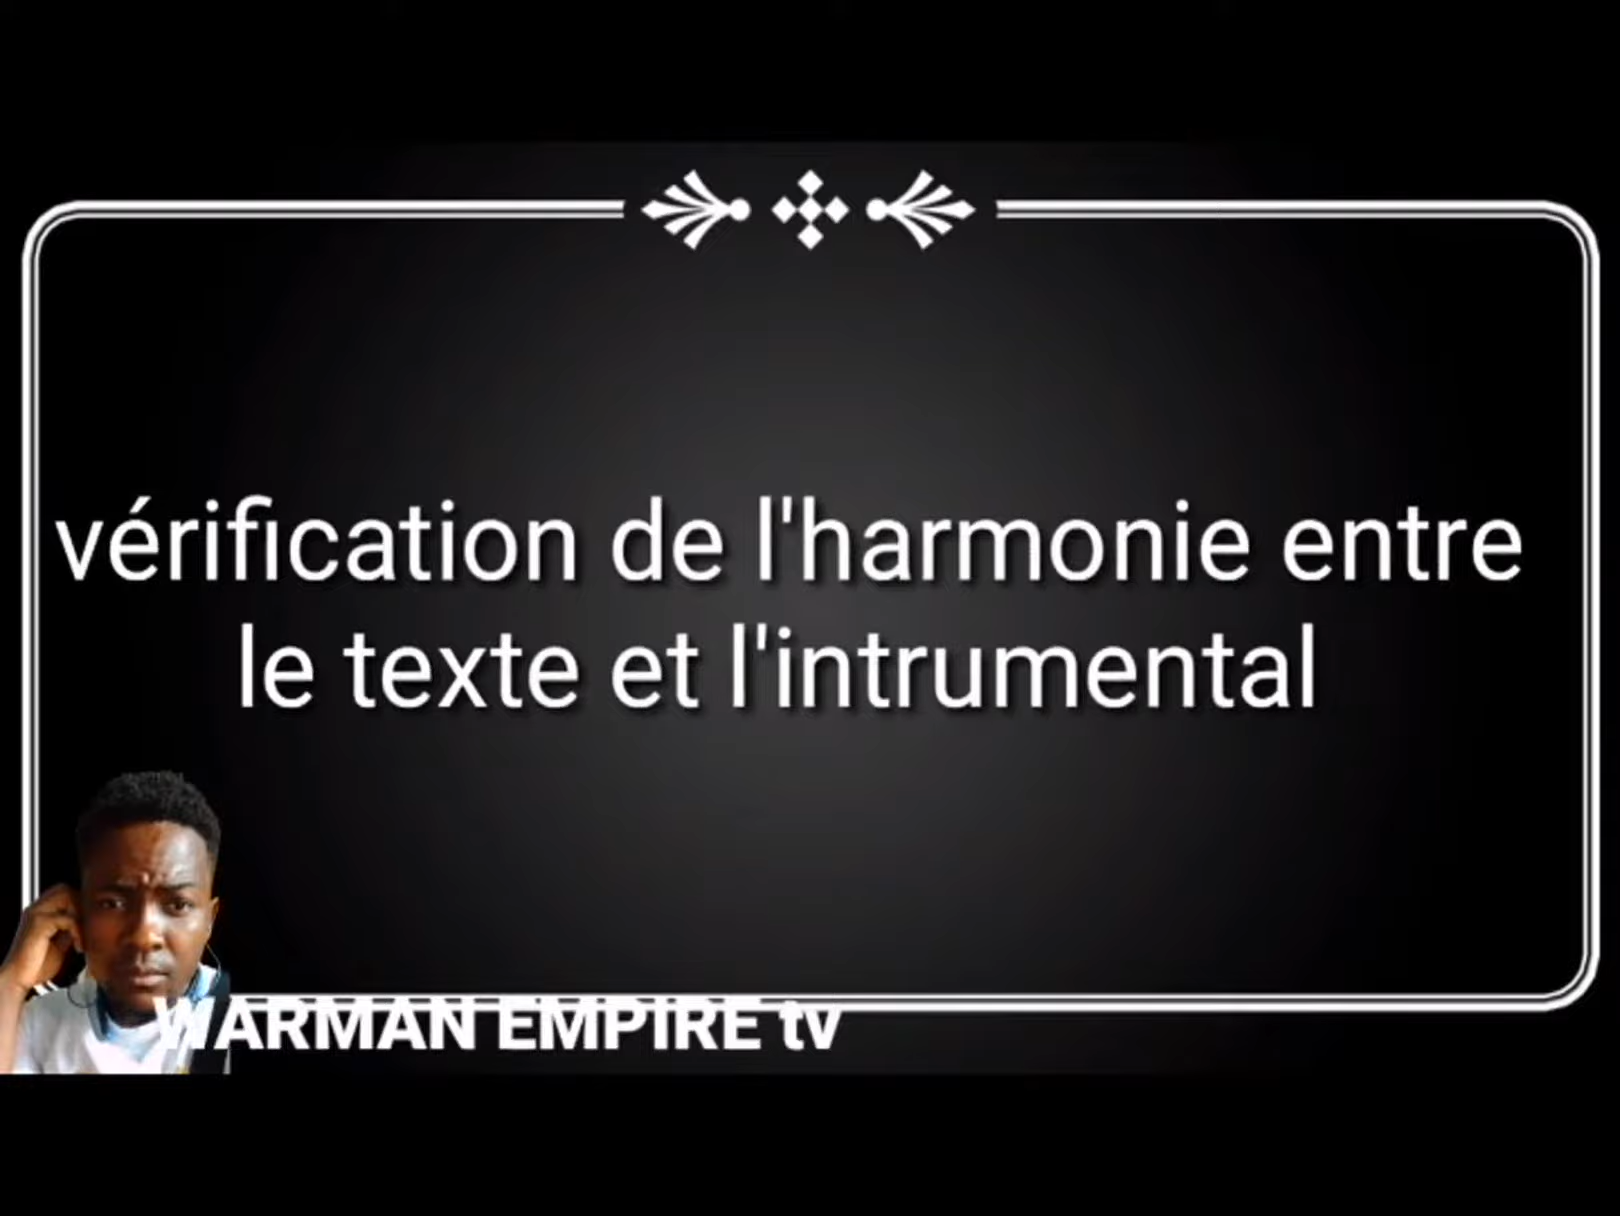 vérification de l'harmonie entre
le texte et l'intrumental
WARMAN EMPIRE tv